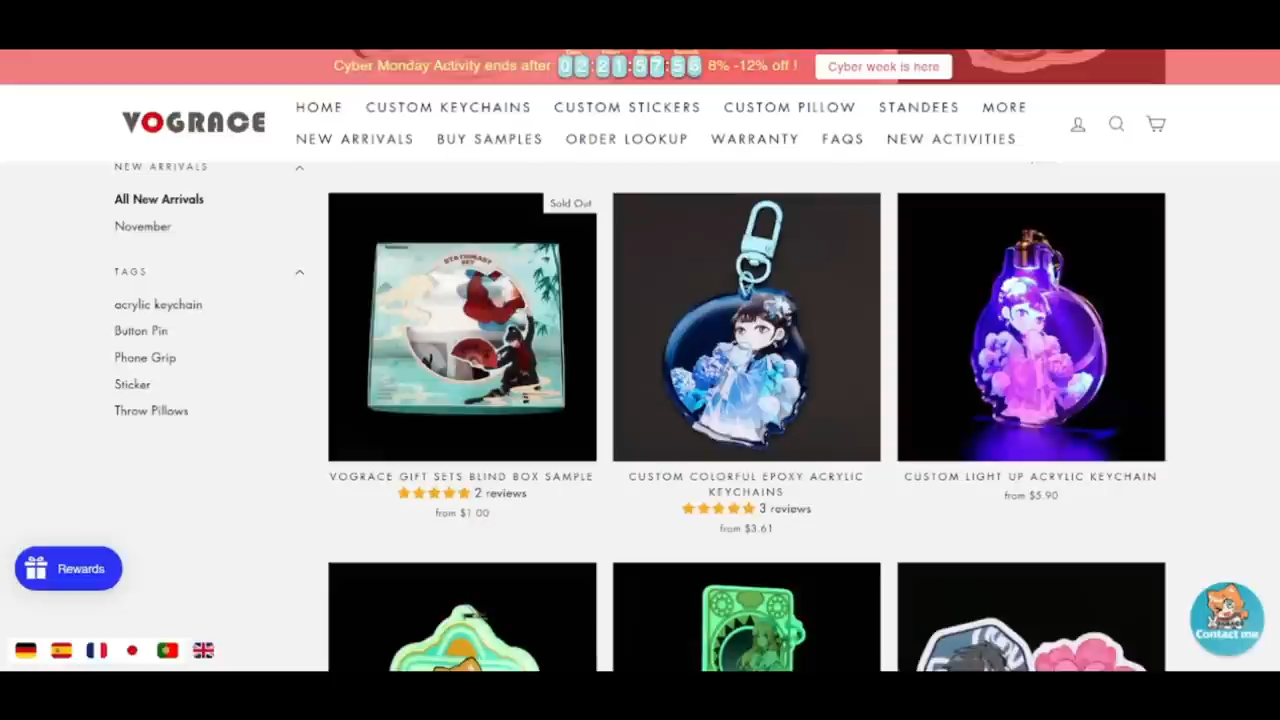 Cyber Monday Activity ends after 02:21:57:56 8% -12% off !
Cyber week is here
VOGRACE
HOME CUSTOM KEYCHAINS CUSTOM STICKERS CUSTOM PILLOW STANDEES MORE
NEW ARRIVALS BUY SAMPLES ORDER LOOKUP WARRANTY FAQS NEW ACTIVITIES
NEW ARRIVALS
All New Arrivals
November
TAGS
acrylic keychain
Button Pin
Phone Grip
Sticker
Throw Pillows
Sold Out
STATIONARY
SET
VOGRACE GIFT SETS BLIND BOX SAMPLE
2 reviews
from $1.00
CUSTOM COLORFUL EPOXY ACRYLIC
KEYCHAINS
3 reviews
from $3.61
CUSTOM LIGHT UP ACRYLIC KEYCHAIN
from $5.90
Rewards
Contact me